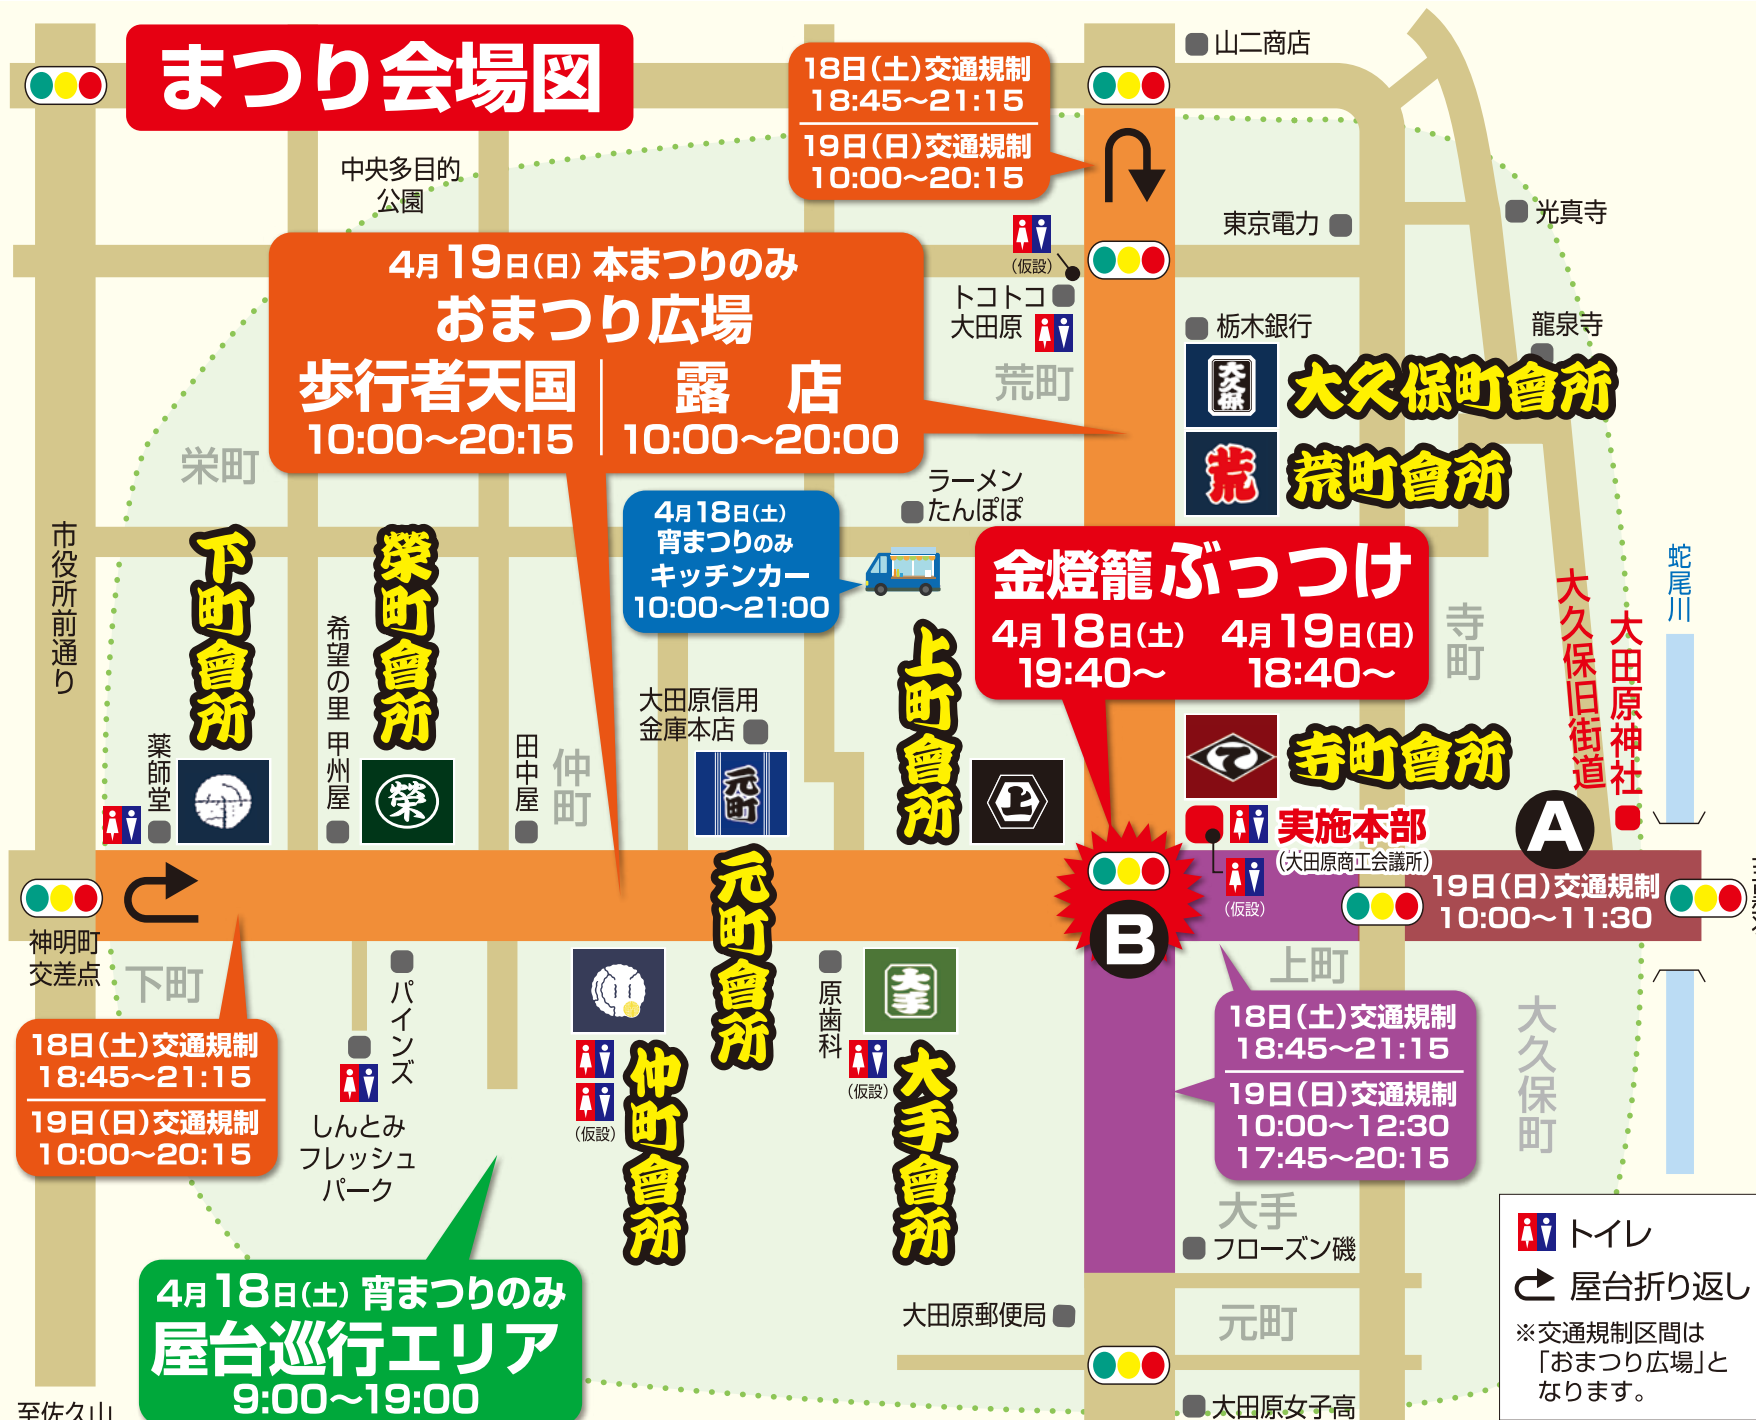 まつり会場図
18日(土)交通規制
18:45〜21:15
19日(日)交通規制
10:00〜20:15
山二商店
中央多目的
公園
東京電力
光真寺
(仮設)
トコトコ
大田原
栃木銀行
龍泉寺
4月19日(日) 本まつりのみ
おまつり広場
歩行者天国
10:00〜20:15
露　店
10:00〜20:00
荒町
大久保
大久保町會所
荒
荒町會所
栄町
ラーメン
たんぽぽ
4月18日(土)
宵まつりのみ
キッチンカー
10:00〜21:00
金燈籠ぶっつけ
4月18日(土)
19:40〜
4月19日(日)
18:40〜
市役所前通り
下町會所
榮町會所
希望の里 甲州屋
薬師堂
榮
田中屋
仲町
大田原信用
金庫本店
元町
元町會所
上町會所
上
寺町
大久保旧街道
大田原神社
蛇尾川
て
寺町會所
実施本部
(大田原商工会議所)
(仮設)
A
19日(日)交通規制
10:00〜11:30
B
神明町
交差点
下町
18日(土)交通規制
18:45〜21:15
19日(日)交通規制
10:00〜20:15
パインズ
しんとみ
フレッシュ
パーク
(仮設)
仲町會所
原歯科
大手
(仮設)
大手會所
上町
18日(土)交通規制
18:45〜21:15
19日(日)交通規制
10:00〜12:30
17:45〜20:15
大久保町
大手
フローズン磯
大田原郵便局
元町
大田原女子高
4月18日(土) 宵まつりのみ
屋台巡行エリア
9:00〜19:00
至佐久山
トイレ
屋台折り返し
※交通規制区間は
「おまつり広場」と
なります。